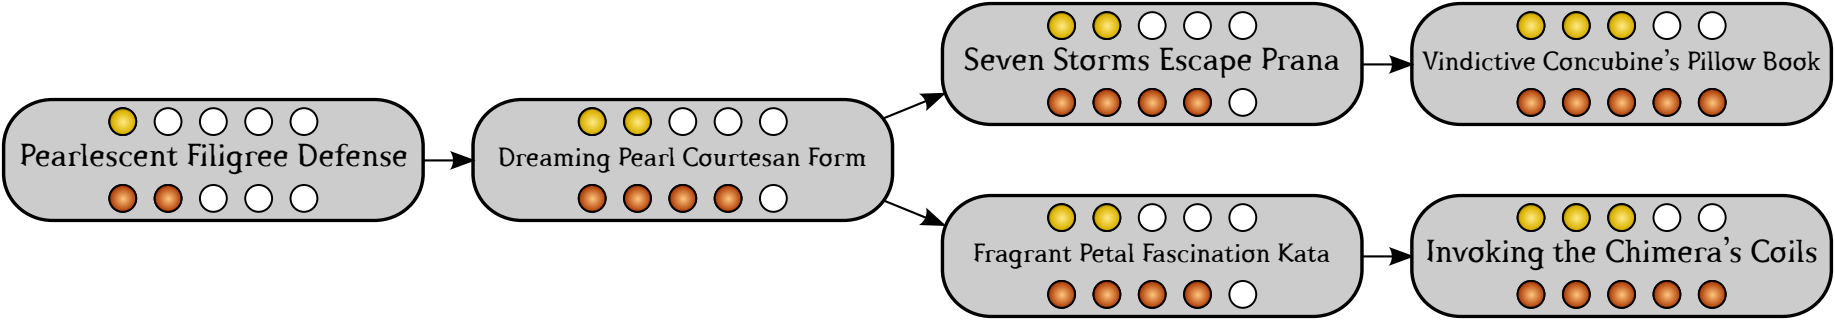 Pearlescent Filigree Defense
Dreaming Pearl Courtesan Form
Seven Storms Escape Prana
Vindictive Concubine's Pillow Book
Fragrant Petal Fascination Kata
Invoking the Chimera's Coils